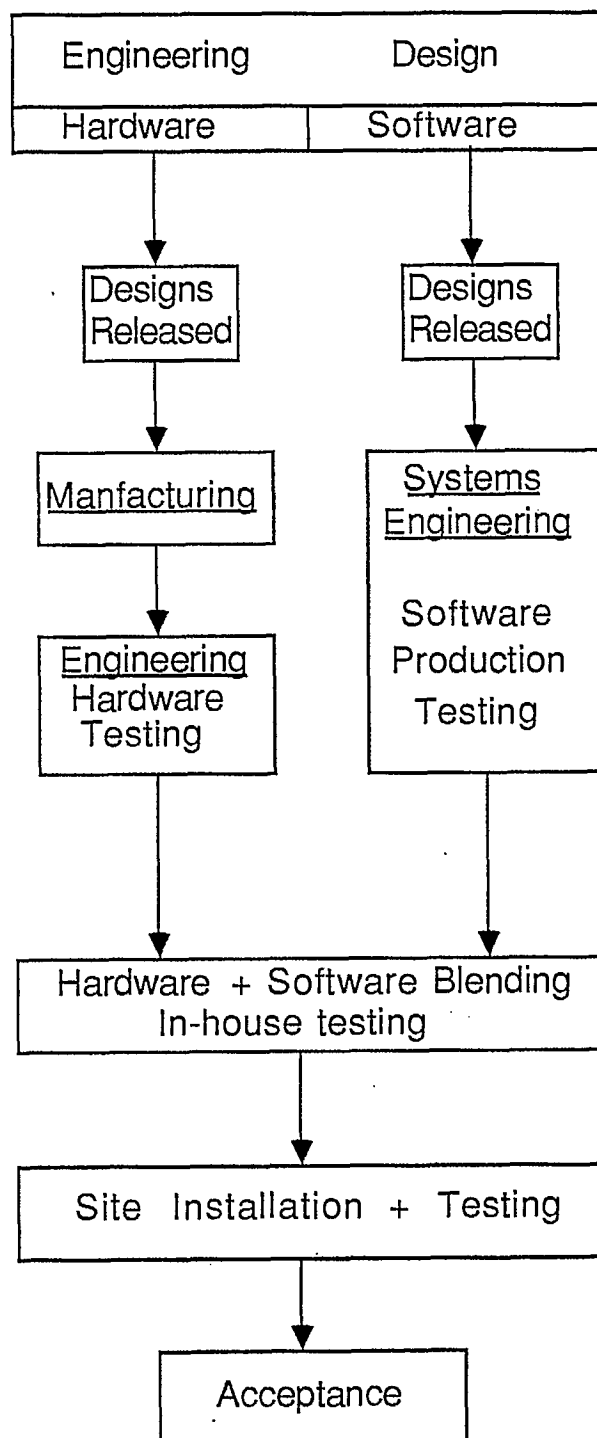 Engineering Design
Hardware Software
Designs
Released
Designs
Released
Manfacturing
Systems
Engineering
Software
Production
Testing
Engineering
Hardware
Testing
Hardware + Software Blending
In-house testing
Site Installation + Testing
Acceptance